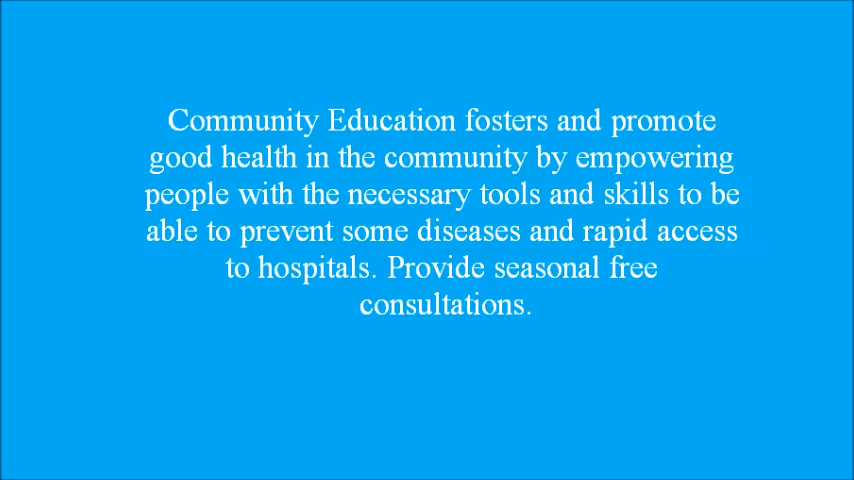 Community Education fosters and promote
good health in the community by empowering
people with the necessary tools and skills to be
able to prevent some diseases and rapid access
to hospitals. Provide seasonal free
consultations.